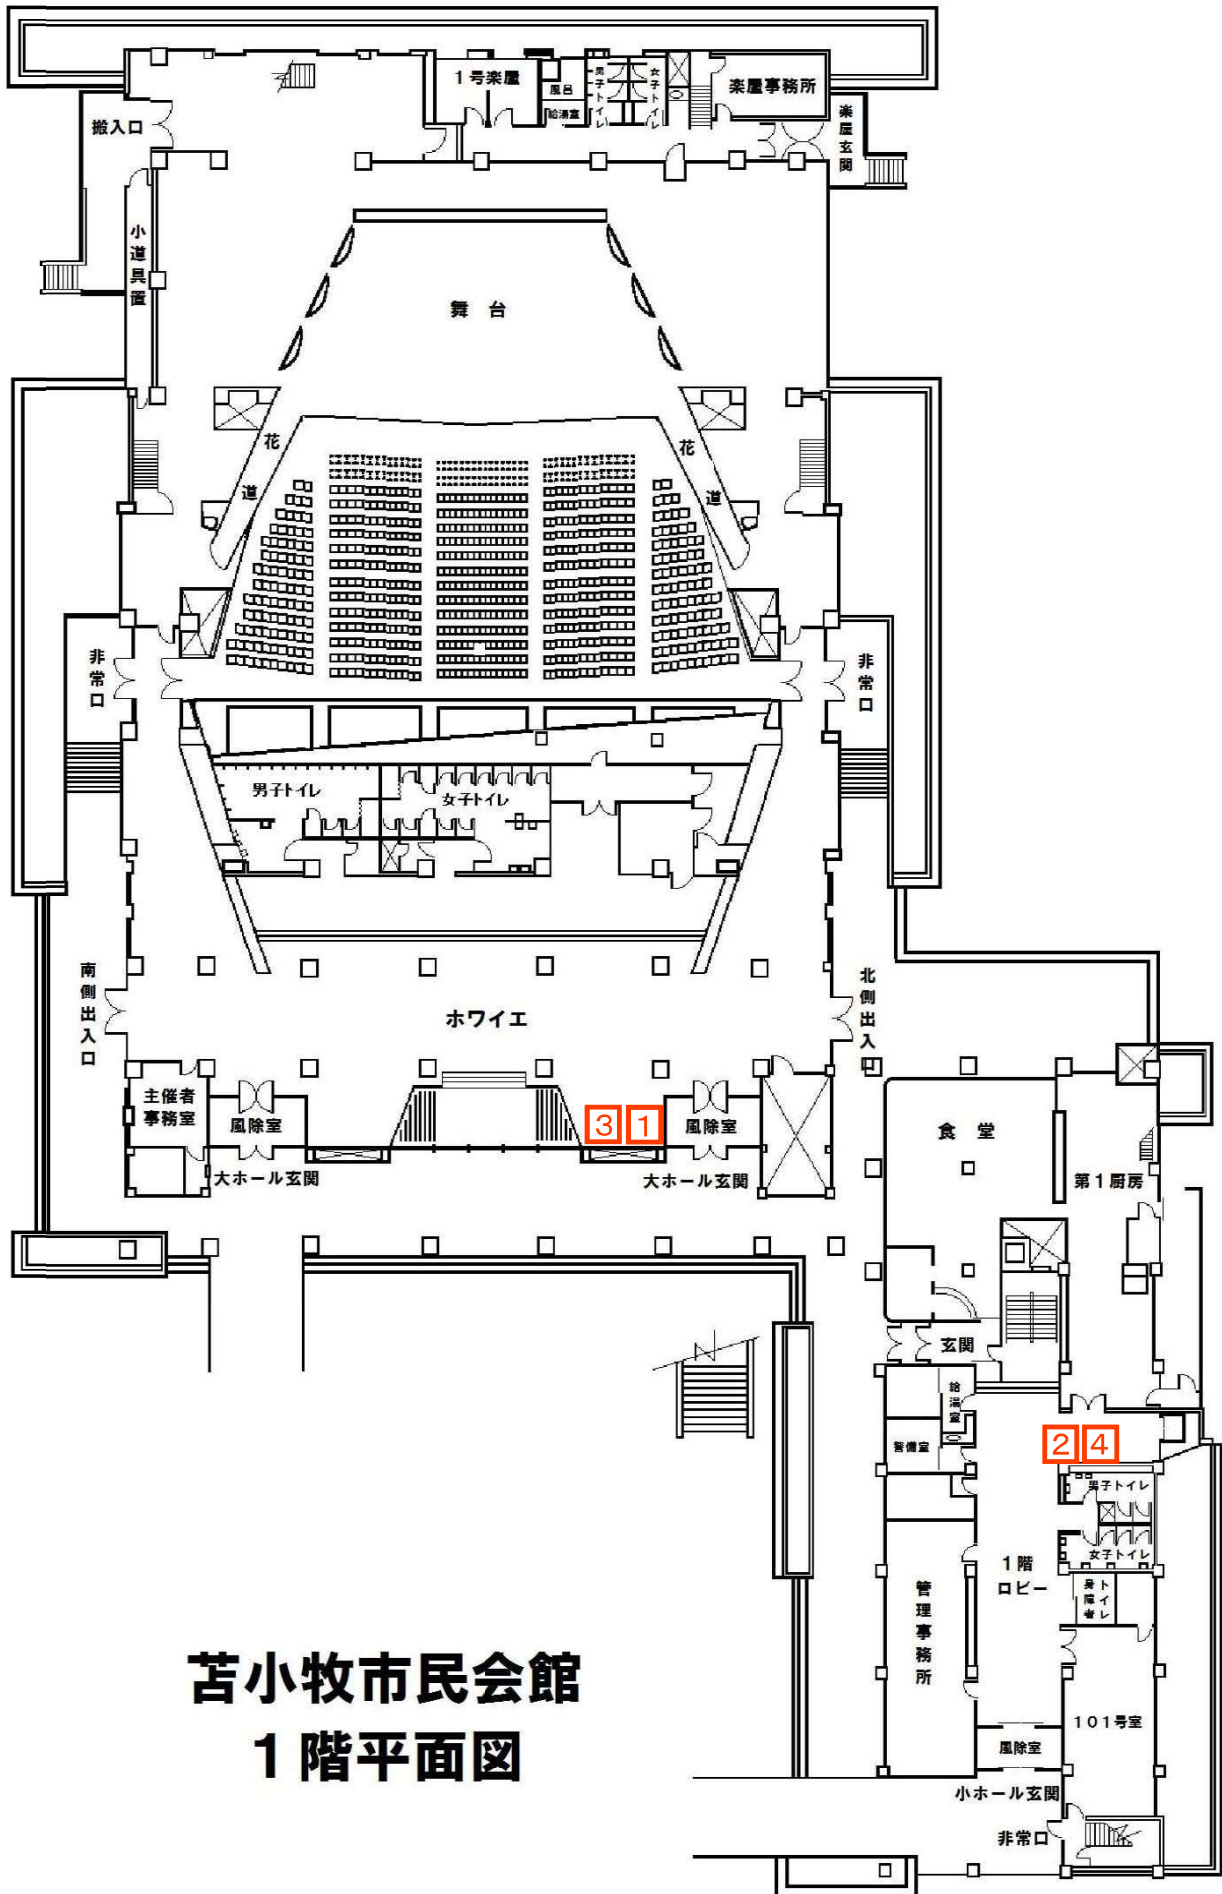 1号楽屋
風呂
給湯室
男子トイレ
女子トイレ
楽屋事務所
搬入口
楽屋玄関
小道具置
舞台
花道
花道
非常口
非常口
男子トイレ
女子トイレ
南側出入口
北側出入口
ホワイエ
主催者
事務室
風除室
3
1
風除室
大ホール玄関
大ホール玄関
食堂
第1厨房
玄関
給湯室
警備室
2
4
男子トイレ
女子トイレ
1階
ロビー
身障者トイレ
管理事務所
101号室
風除室
小ホール玄関
非常口
苫小牧市民会館
1階平面図